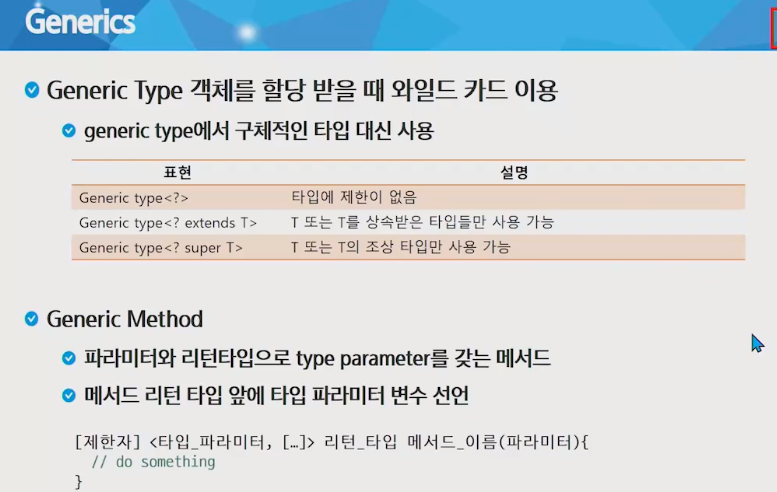 Generics
Generic Type 객체를 할당 받을 때 와일드 카드 이용
generic type에서 구체적인 타입 대신 사용
표현 설명
Generic type<?> 타입에 제한이 없음
Generic type<? extends T> T 또는 T를 상속받은 타입들만 사용 가능
Generic type<? super T> T 또는 T의 조상 타입만 사용 가능
Generic Method
파라미터와 리턴타입으로 type parameter를 갖는 메서드
메서드 리턴 타입 앞에 타입 파라미터 변수 선언
[제한자] <타입_파라미터, […]> 리턴_타입 메서드_이름(파라미터){
// do something
}